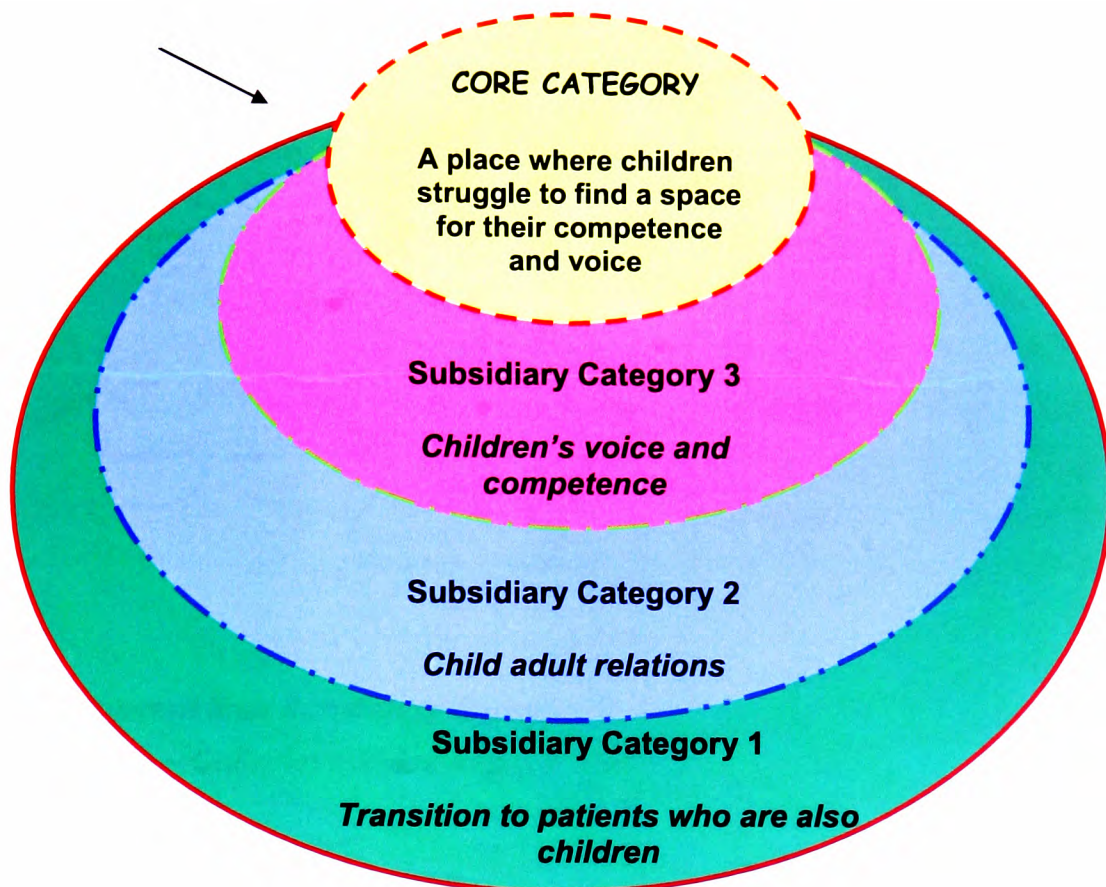 CORE CATEGORY
A place where children
struggle to find a space
for their competence
and voice
Subsidiary Category 3
Children's voice and
competence
Subsidiary Category 2
Child adult relations
Subsidiary Category 1
Transition to patients who are also
children